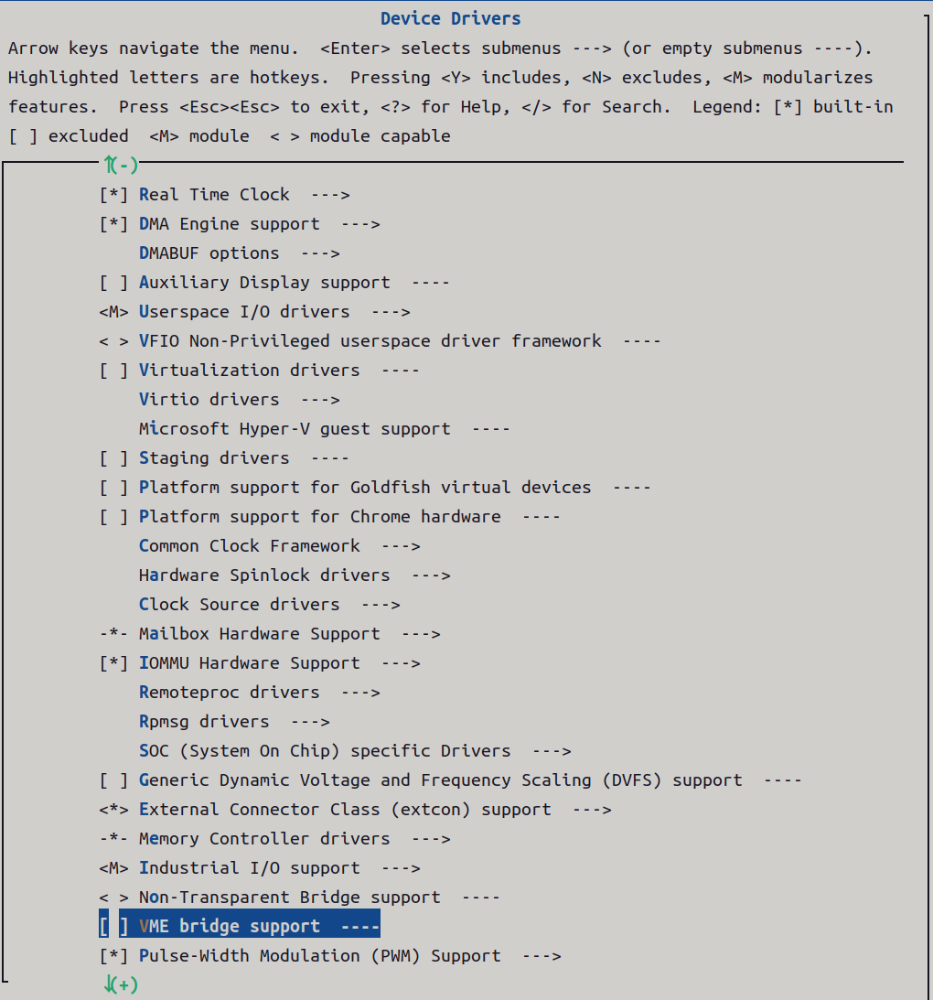 Device Drivers
Arrow keys navigate the menu.  <Enter> selects submenus ---> (or empty submenus ----).
Highlighted letters are hotkeys.  Pressing <Y> includes, <N> excludes, <M> modularizes
features.  Press <Esc><Esc> to exit, <?> for Help, </> for Search.  Legend: [*] built-in
[ ] excluded  <M> module  < > module capable
↑(-)
[*] Real Time Clock  --->
[*] DMA Engine support  --->
DMABUF options  --->
[ ] Auxiliary Display support  ----
<M> Userspace I/O drivers  --->
< > VFIO Non-Privileged userspace driver framework  ----
[ ] Virtualization drivers  ----
Virtio drivers  --->
Microsoft Hyper-V guest support  ----
[ ] Staging drivers  ----
[ ] Platform support for Goldfish virtual devices  ----
[ ] Platform support for Chrome hardware  ----
Common Clock Framework  --->
Hardware Spinlock drivers  --->
Clock Source drivers  --->
-*- Mailbox Hardware Support  --->
[*] IOMMU Hardware Support  --->
Remoteproc drivers  --->
Rpmsg drivers  --->
SOC (System On Chip) specific Drivers  --->
[ ] Generic Dynamic Voltage and Frequency Scaling (DVFS) support  ----
<*> External Connector Class (extcon) support  --->
-*- Memory Controller drivers  --->
<M> Industrial I/O support  --->
< > Non-Transparent Bridge support  ----
[ ] VME bridge support  ----
[*] Pulse-Width Modulation (PWM) Support  --->
↓(+)